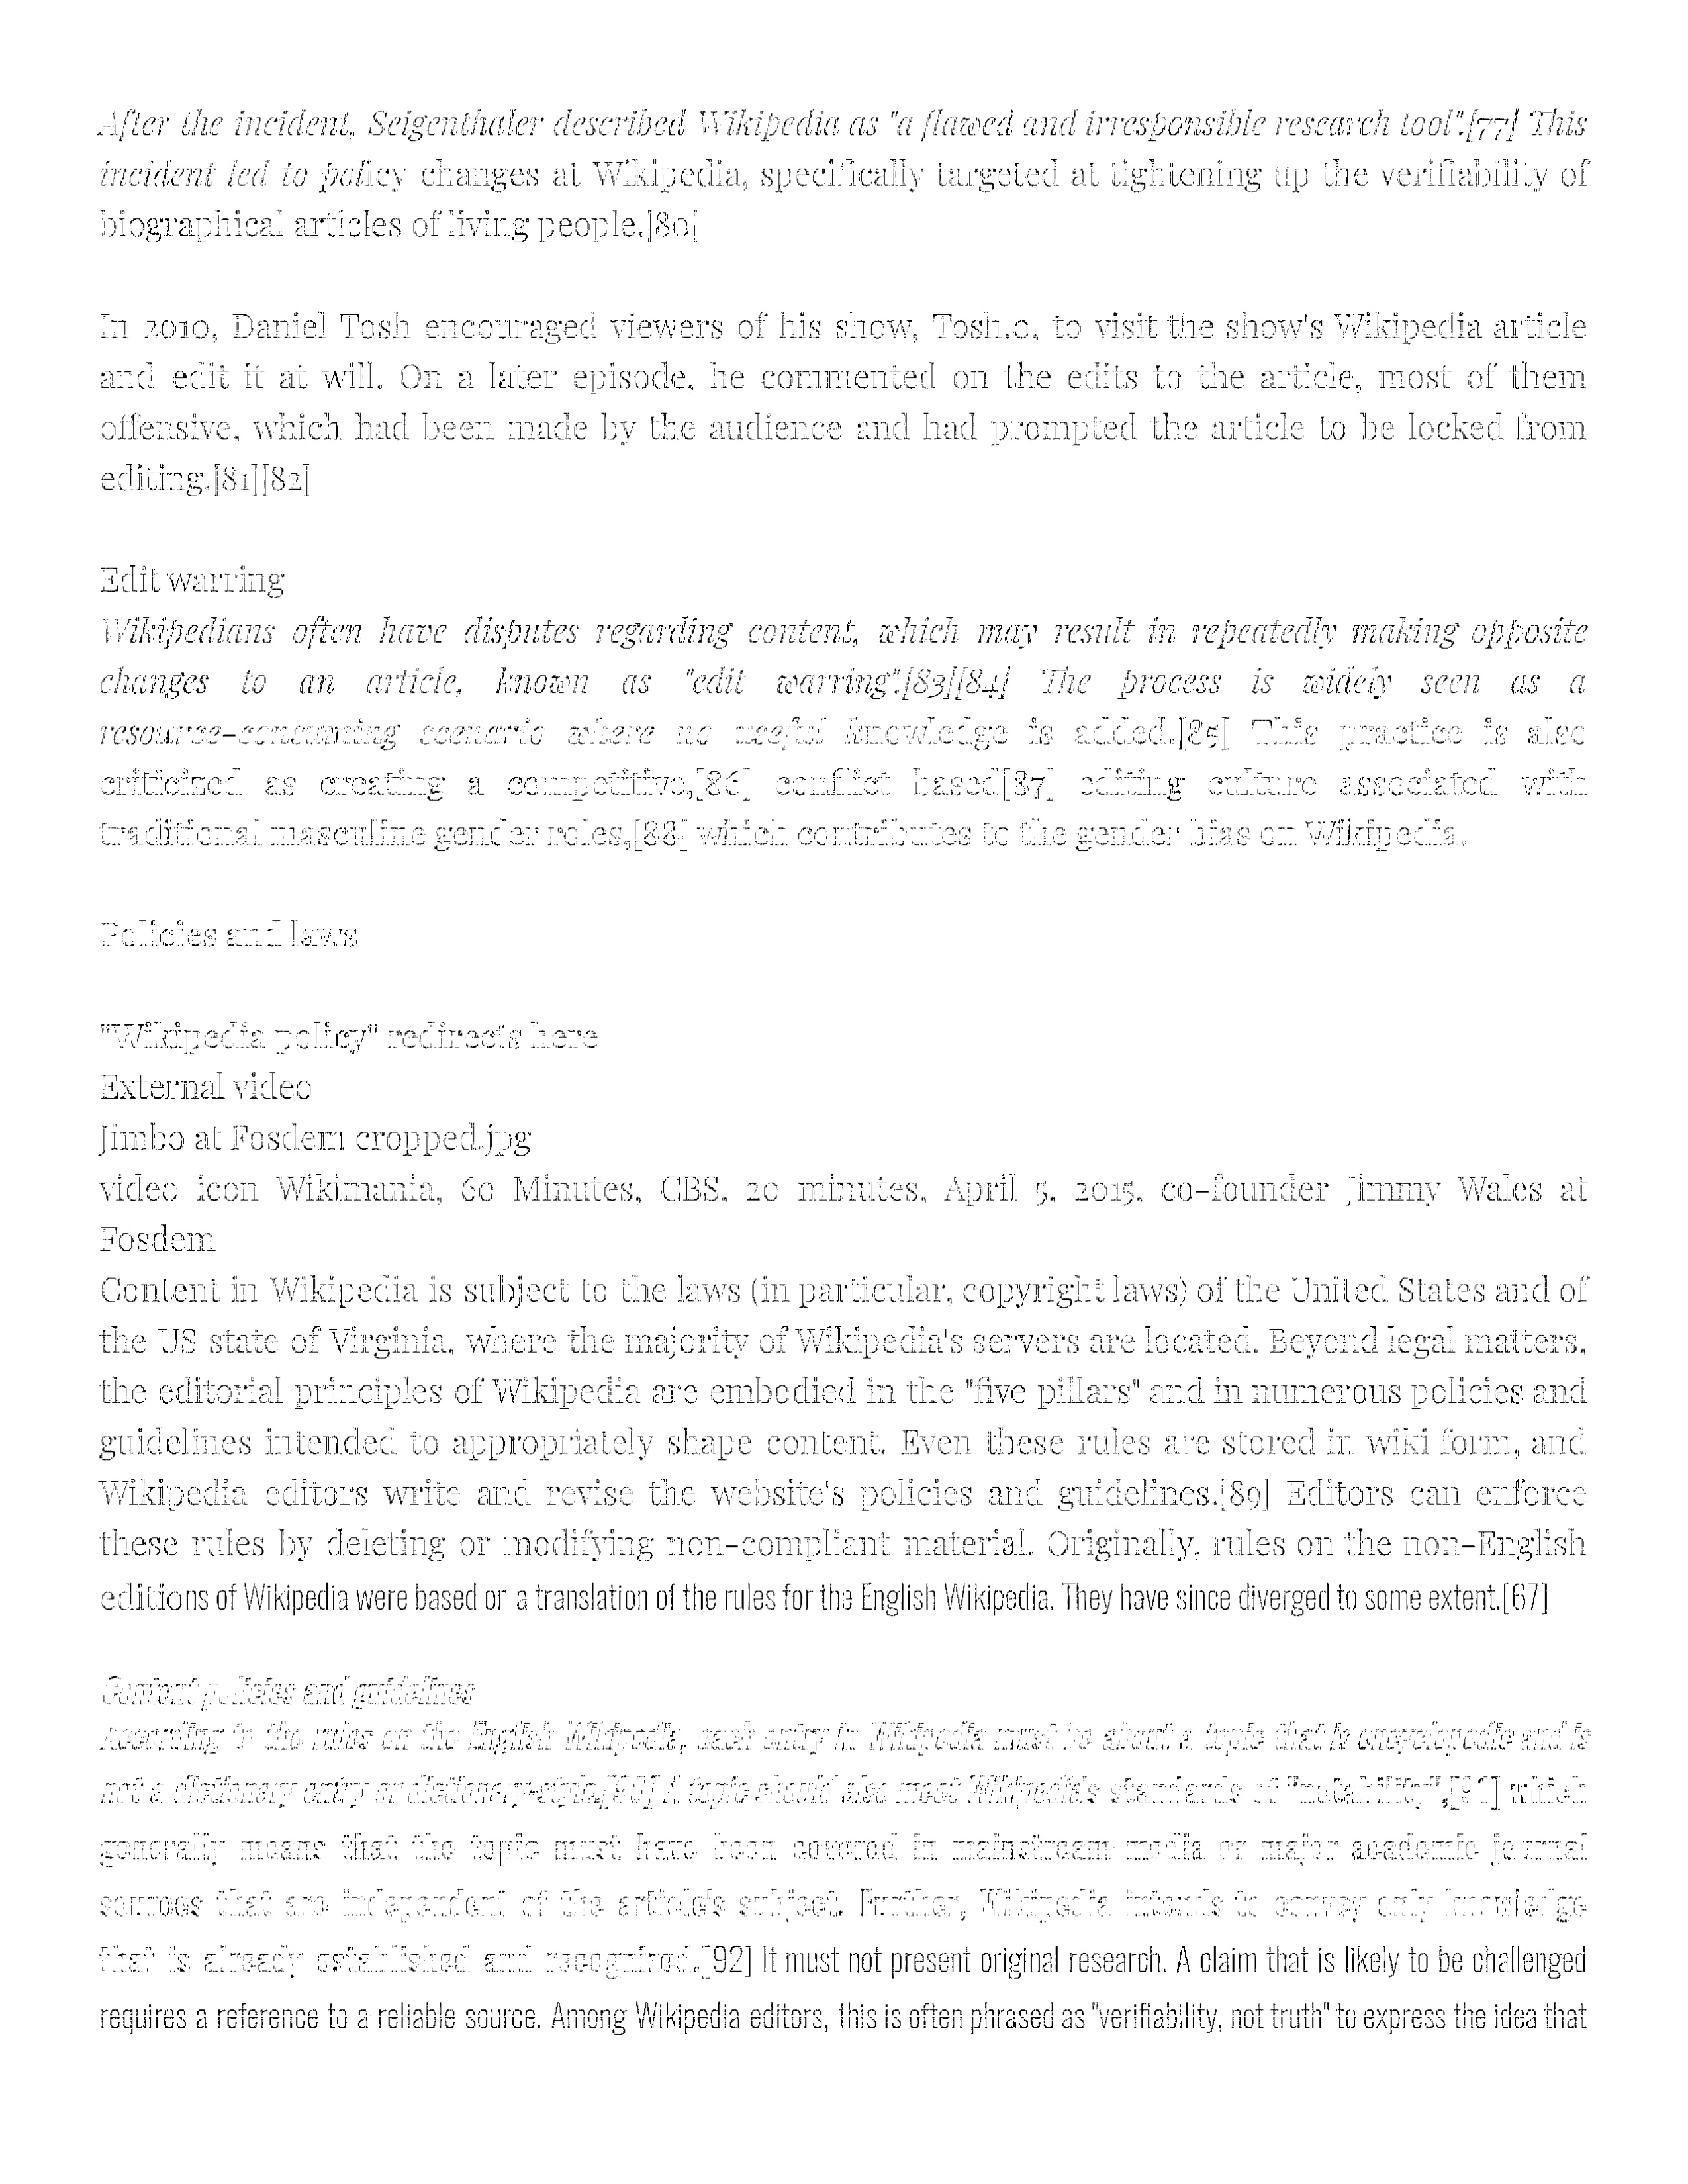 After the incident, Seigenthaler described Wikipedia as "a flawed and irresponsible research tool".[77] This
incident led to policy changes at Wikipedia, specifically targeted at tightening up the verifiability of
biographical articles of living people.[80]
In 2010, Daniel Tosh encouraged viewers of his show, Tosh.0, to visit the show's Wikipedia article
and edit it at will. On a later episode, he commented on the edits to the article, most of them
offensive, which had been made by the audience and had prompted the article to be locked from
editing.[81][82]
Edit warring
Wikipedians often have disputes regarding content, which may result in repeatedly making opposite
changes to an article, known as "edit warring".[83][84] The process is widely seen as a
resource-consuming scenario where no useful knowledge is added.[85] This practice is also
criticized as creating a competitive,[86] conflict based[87] editing culture associated with
traditional masculine gender roles,[88] which contributes to the gender bias on Wikipedia.
Policies and laws
"Wikipedia policy" redirects here
External video
Jimbo at Fosdem cropped.jpg
video icon Wikimania, 60 Minutes, CBS, 20 minutes, April 5, 2015, co-founder Jimmy Wales at
Fosdem
Content in Wikipedia is subject to the laws (in particular, copyright laws) of the United States and of
the US state of Virginia, where the majority of Wikipedia's servers are located. Beyond legal matters,
the editorial principles of Wikipedia are embodied in the "five pillars" and in numerous policies and
guidelines intended to appropriately shape content. Even these rules are stored in wiki form, and
Wikipedia editors write and revise the website's policies and guidelines.[89] Editors can enforce
these rules by deleting or modifying non-compliant material. Originally, rules on the non-English
editions of Wikipedia were based on a translation of the rules for the English Wikipedia. They have since diverged to some extent.[67]
Content policies and guidelines
According to the rules on the English Wikipedia, each entry in Wikipedia must be about a topic that is encyclopedic and is
not a dictionary entry or dictionary-style.[90] A topic should also meet Wikipedia's standards of "notability",[91] which
generally means that the topic must have been covered in mainstream media or major academic journal
sources that are independent of the article's subject. Further, Wikipedia intends to convey only knowledge
that is already established and recognized.[92] It must not present original research. A claim that is likely to be challenged
requires a reference to a reliable source. Among Wikipedia editors, this is often phrased as "verifiability, not truth" to express the idea that